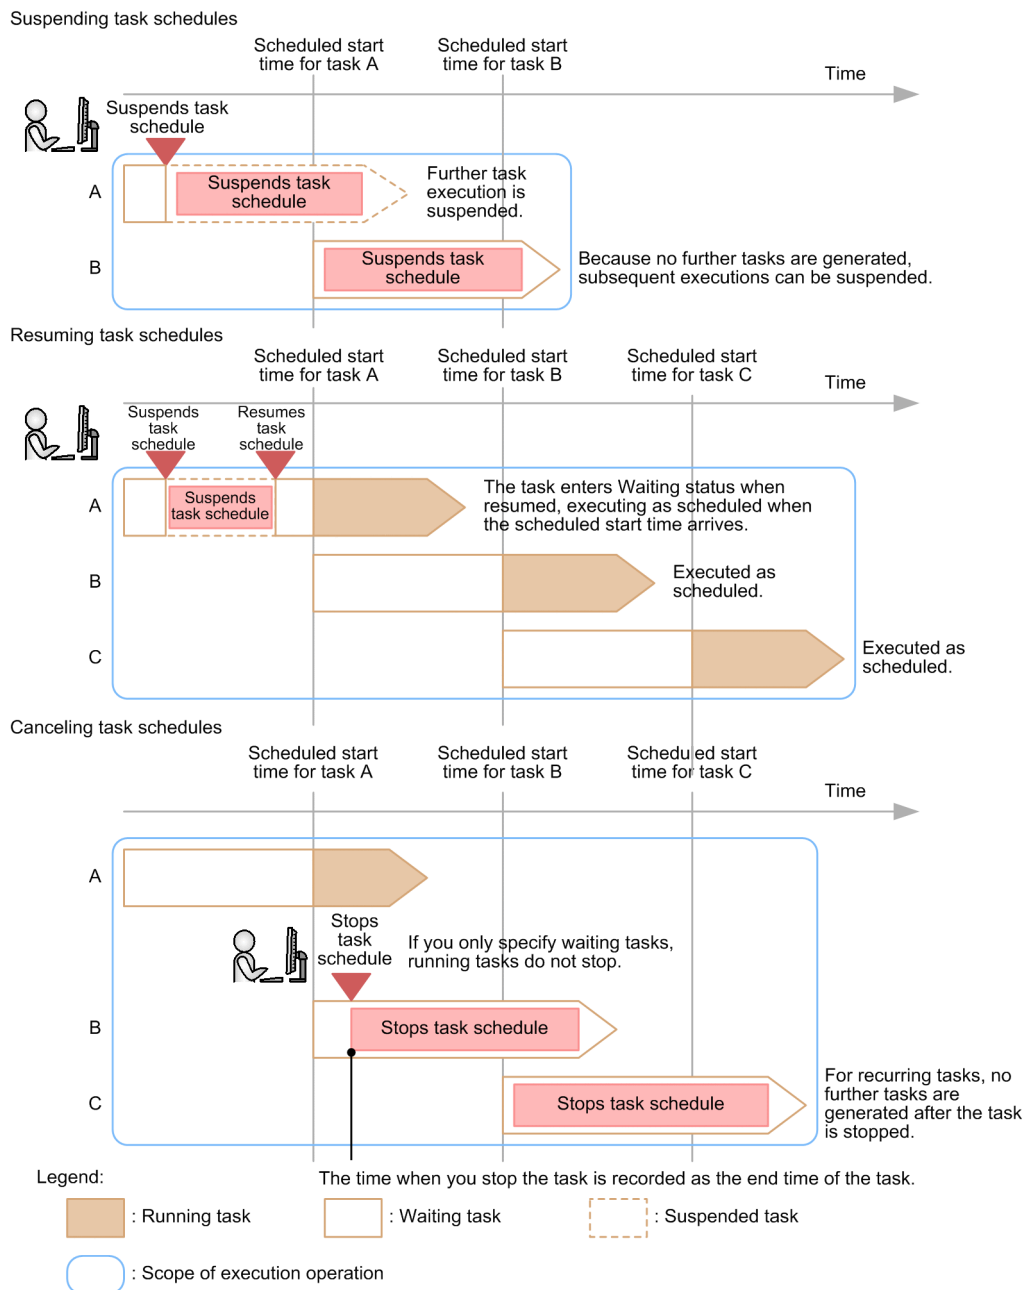 Suspending task schedules
Scheduled start
time for task A
Scheduled start
time for task B
Time
Suspends task
schedule
A
Suspends task
schedule
Further task
execution is
suspended.
B
Suspends task
schedule
Because no further tasks are generated,
subsequent executions can be suspended.
Resuming task schedules
Scheduled start
time for task A
Scheduled start
time for task B
Scheduled start
time for task C
Time
Suspends
task
schedule
Resumes
task
schedule
A
Suspends
task schedule
The task enters Waiting status when
resumed, executing as scheduled when
the scheduled start time arrives.
B
Executed as
scheduled.
C
Executed as
scheduled.
Canceling task schedules
Scheduled start
time for task A
Scheduled start
time for task B
Scheduled start
time for task C
Time
A
Stops
task
schedule
If you only specify waiting tasks,
running tasks do not stop.
B
Stops task schedule
C
Stops task schedule
For recurring tasks, no
further tasks are
generated after the task
is stopped.
Legend:
The time when you stop the task is recorded as the end time of the task.
: Running task
: Waiting task
: Suspended task
: Scope of execution operation